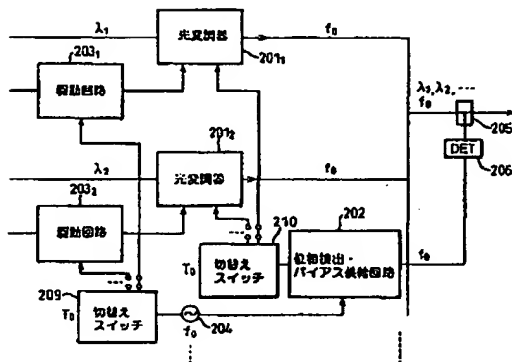 λ₁
光変調器
201₁
f₀
203₁
駆動回路
λ₁,λ₂,…
f₀
205
λ₂
光変調器
201₂
f₀
DET
206
203₂
駆動回路
210
202
T₀
切替え
スイッチ
位相検出・
バイアス供給回路
f₀
209
T₀
切替え
スイッチ
204
f₀